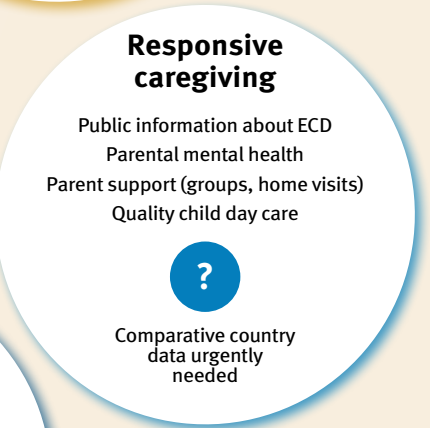 Responsive
caregiving
Public information about ECD
Parental mental health
Parent support (groups, home visits)
Quality child day care
?
Comparative country
data urgently
needed